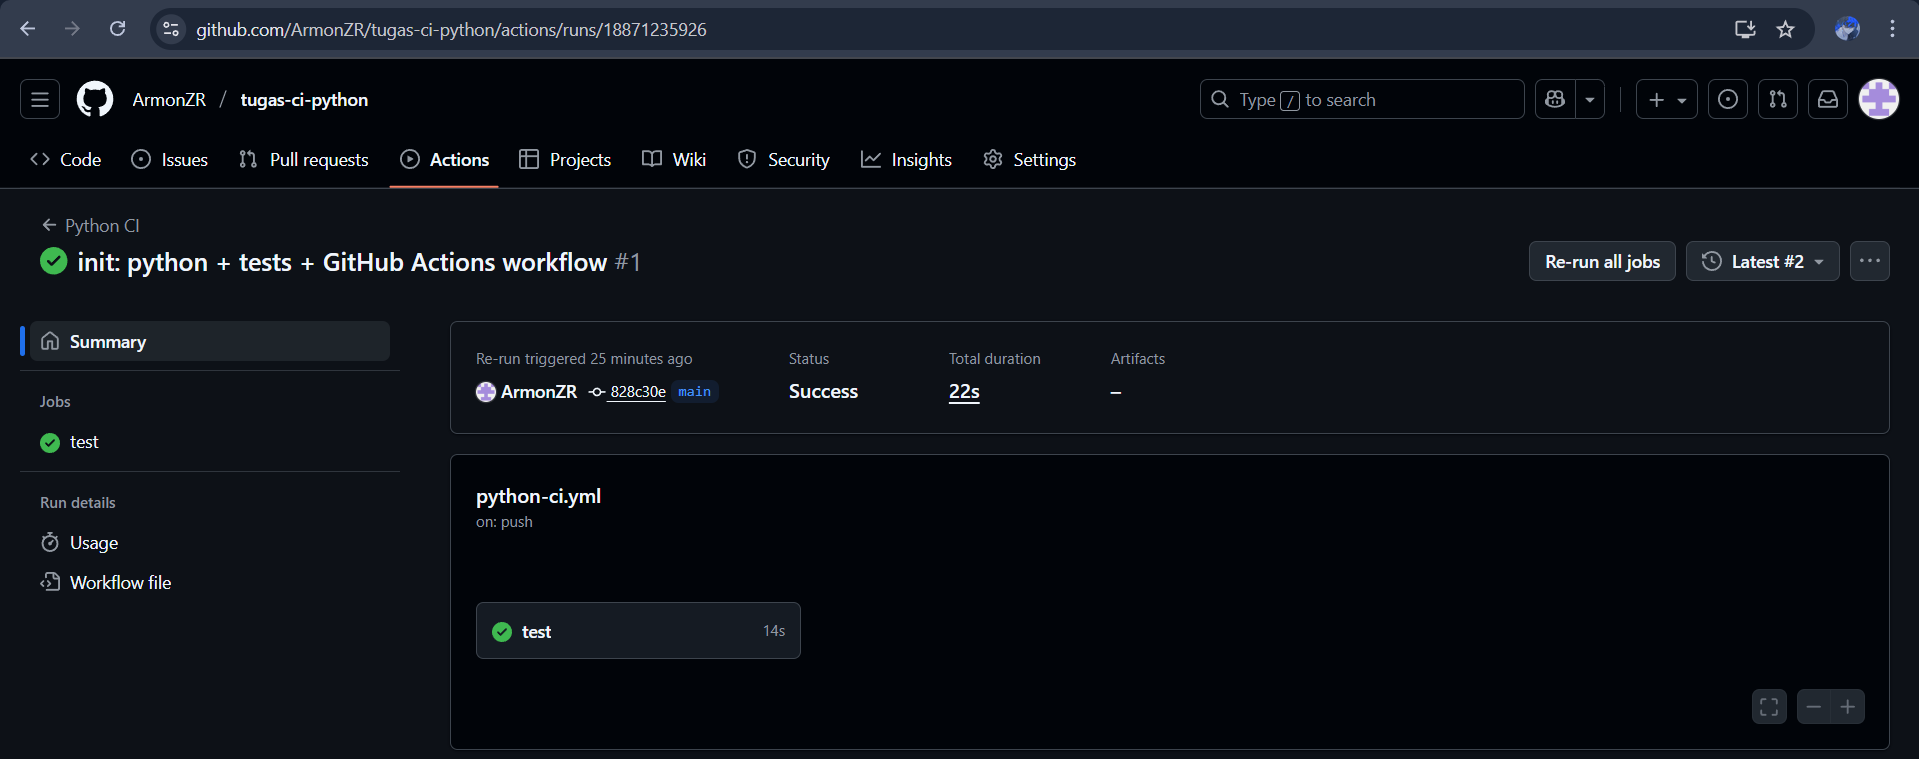 github.com/ArmonZR/tugas-ci-python/actions/runs/18871235926
ArmonZR / tugas-ci-python
Type / to search
Code Issues Pull requests Actions Projects Wiki Security Insights Settings
Python CI
init: python + tests + GitHub Actions workflow #1
Re-run all jobs
Latest #2
Summary
Jobs
test
Run details
Usage
Workflow file
Re-run triggered 25 minutes ago
ArmonZR 828c30e main
Status
Success
Total duration
22s
Artifacts
–
python-ci.yml
on: push
test 14s